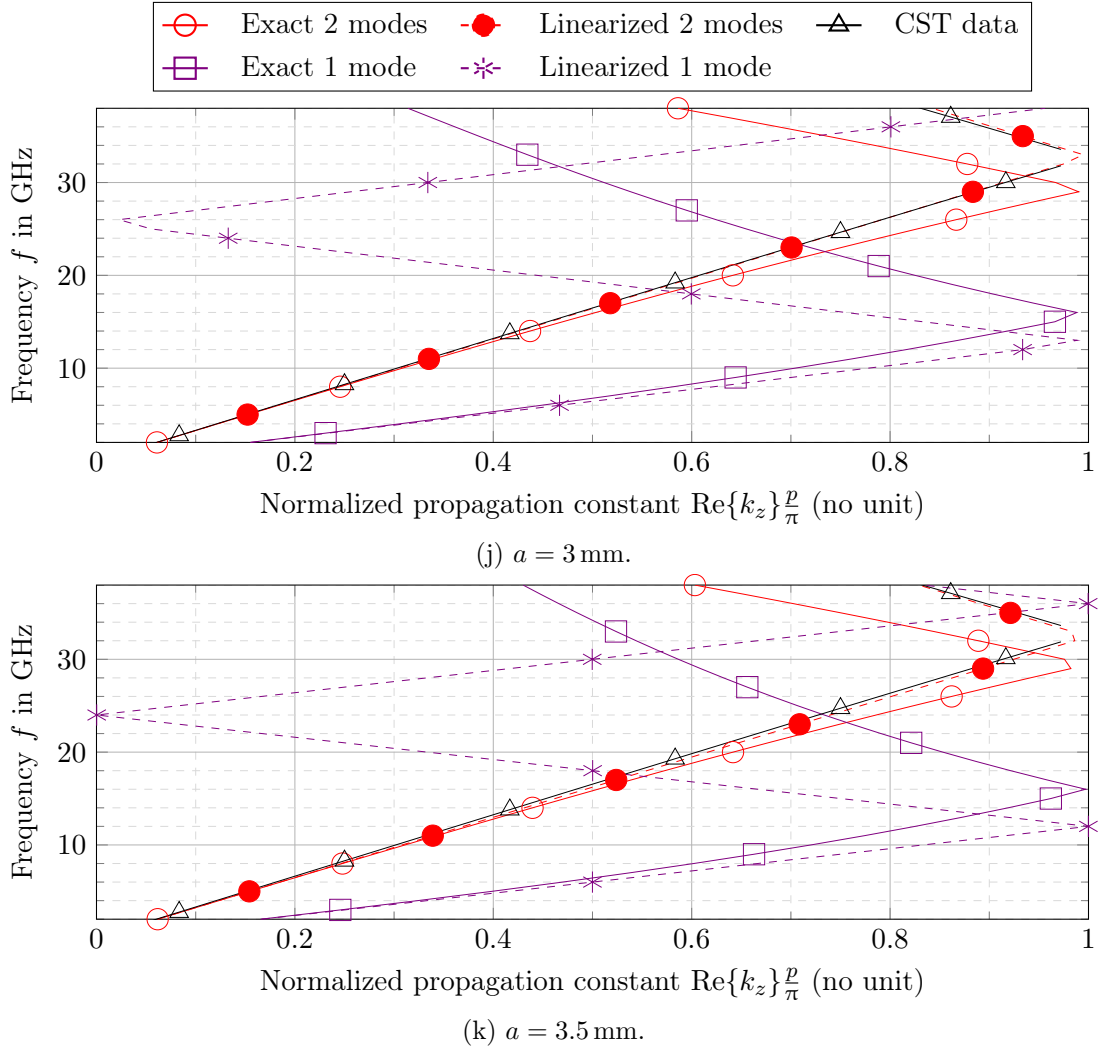 Exact 2 modes Linearized 2 modes CST data
Exact 1 mode Linearized 1 mode
30
20
10
Frequency f in GHz
0 0.2 0.4 0.6 0.8 1
Normalized propagation constant Re{k_z} p/π (no unit)
(j) a = 3 mm.
30
20
10
Frequency f in GHz
0 0.2 0.4 0.6 0.8 1
Normalized propagation constant Re{k_z} p/π (no unit)
(k) a = 3.5 mm.